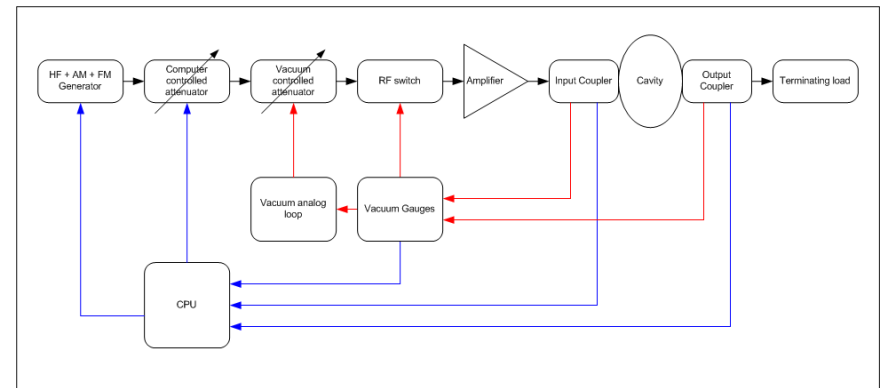 HF + AM + FM
Generator
Computer
controlled
attenuator
Vacuum
controlled
attenuator
RF switch
Amplifier
Input Coupler
Cavity
Output
Coupler
Terminating load
Vacuum analog
loop
Vacuum Gauges
CPU